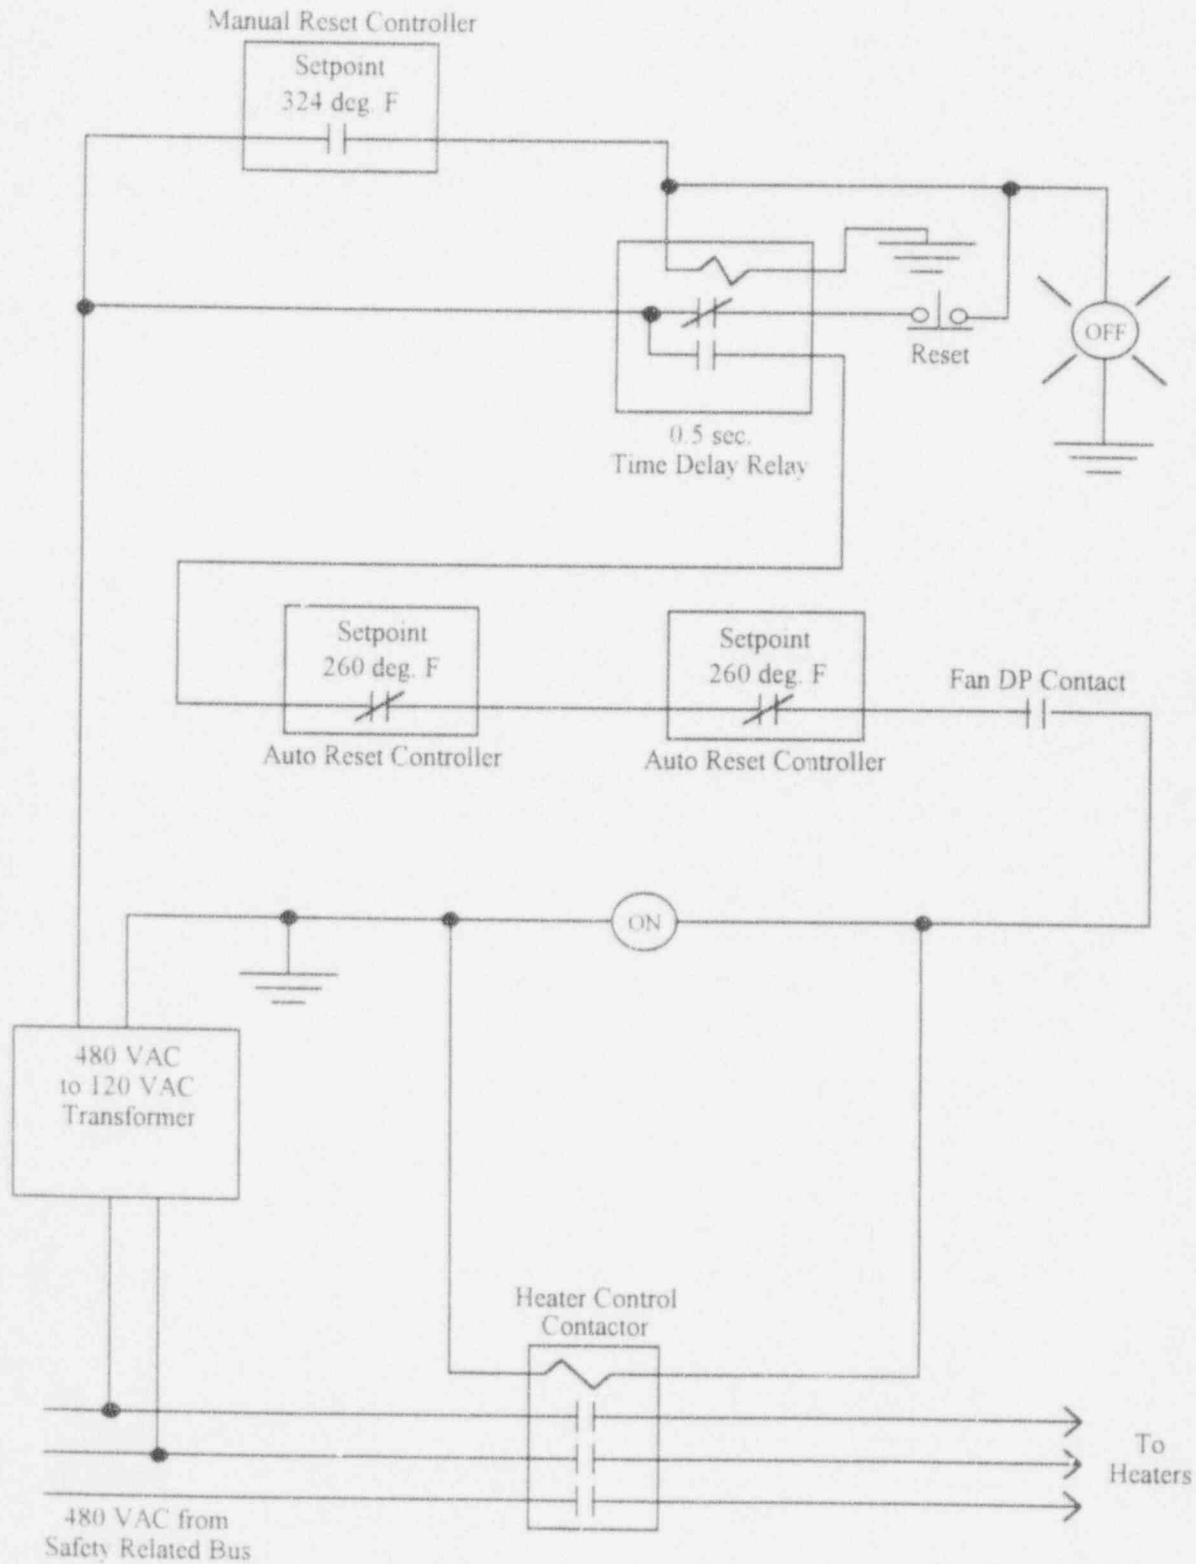 Manual Reset Controller
Setpoint
324 deg. F
OFF
Reset
0.5 sec.
Time Delay Relay
Setpoint
260 deg. F
Auto Reset Controller
Setpoint
260 deg. F
Auto Reset Controller
Fan DP Contact
ON
480 VAC
to 120 VAC
Transformer
Heater Control
Contactor
To
Heaters
480 VAC from
Safety Related Bus